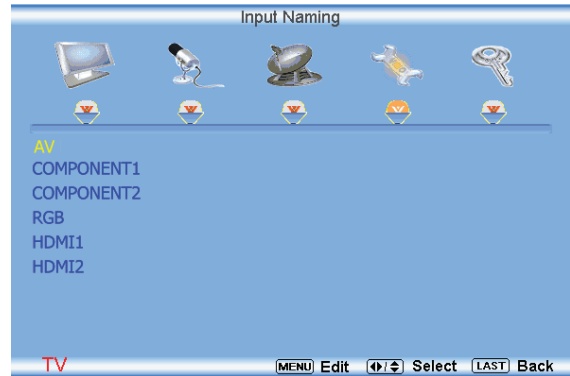 Input Naming
AV
COMPONENT1
COMPONENT2
RGB
HDMI1
HDMI2
TV MENU Edit Select LAST Back